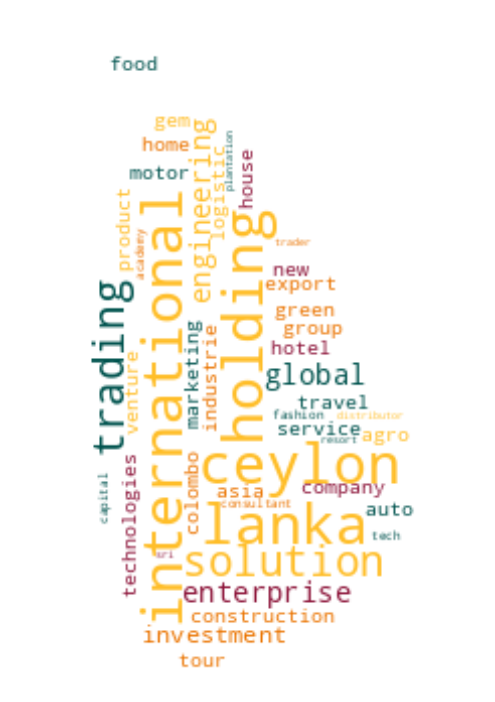 food
gem
home
motor
engineering
logistic
plantation
house
product
academy
international
holding
trader
new
export
green
group
hotel
trading
venture
marketing
industrie
global
travel
fashion
distributor
service
resort
agro
ceylon
capital
technologies
colombo
asia
company
consultant
lanka
auto
tech
sri
solution
enterprise
construction
investment
tour